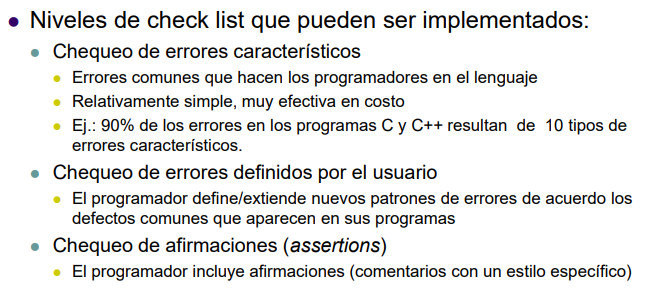 Niveles de check list que pueden ser implementados:
Chequeo de errores característicos
Errores comunes que hacen los programadores en el lenguaje
Relativamente simple, muy efectiva en costo
Ej.: 90% de los errores en los programas C y C++ resultan de 10 tipos de
errores característicos.
Chequeo de errores definidos por el usuario
El programador define/extiende nuevos patrones de errores de acuerdo los
defectos comunes que aparecen en sus programas
Chequeo de afirmaciones (assertions)
El programador incluye afirmaciones (comentarios con un estilo específico)